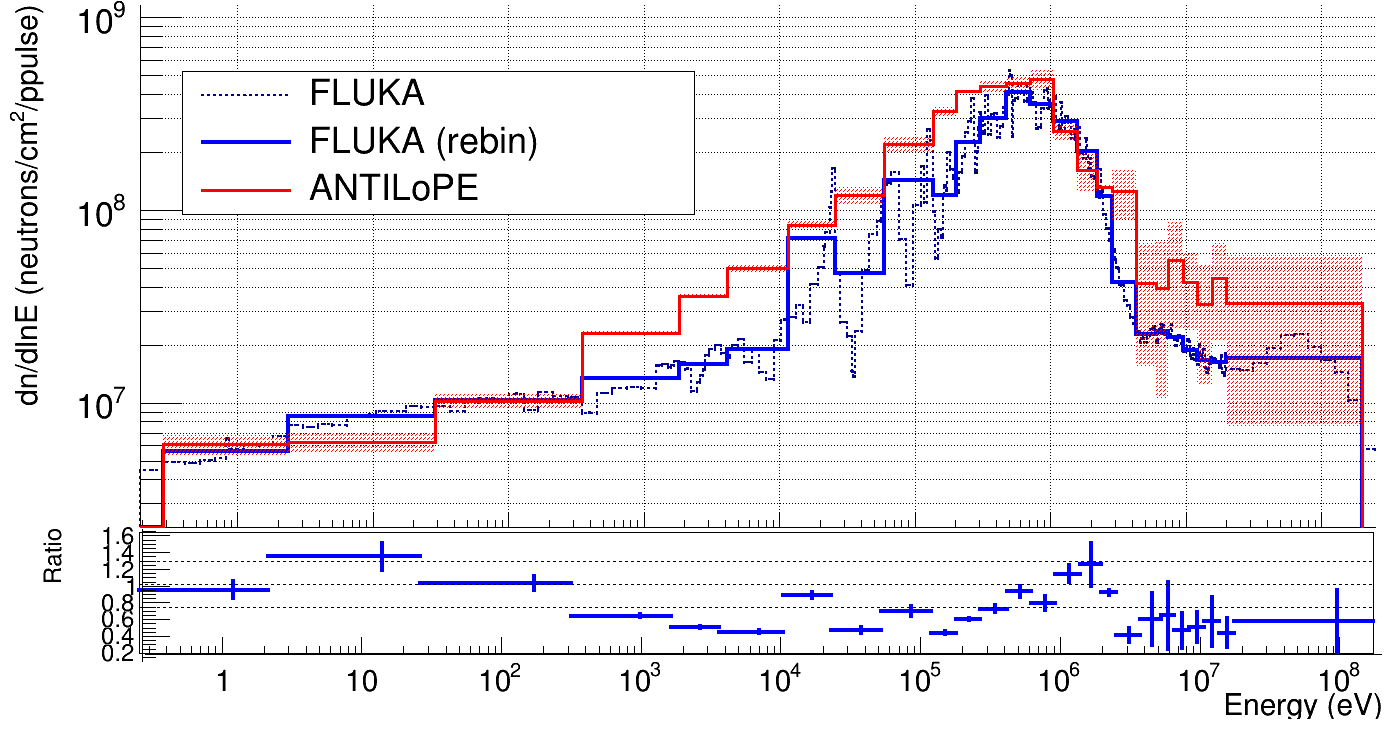 dn/dlnE (neutrons/cm²/ppulse)
10⁹
FLUKA
FLUKA (rebin)
ANTILoPE
10⁸
10⁷
Ratio
1.6
1.4
1.2
1
0.8
0.6
0.4
0.2
1 10 10² 10³ 10⁴ 10⁵ 10⁶ 10⁷ 10⁸
Energy (eV)